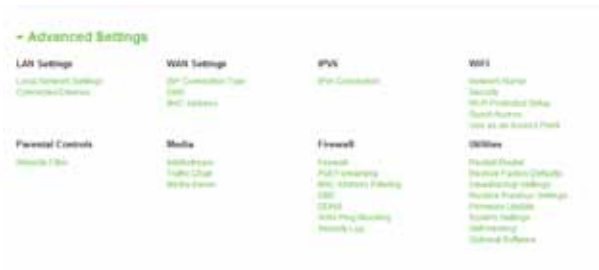 Advanced Settings
LAN Settings
Local Network Settings
Connected Devices
WAN Settings
ISP Connection Type
DNS
MAC Address
IPV6
IPv6 Connection
WIFI
Network Name
Security
Wi-Fi Protected Setup
Guest Access
Use as an Access Point
Parental Controls
Website Filter
Media
Traffic Chart
Media Server
Firewall
Firewall
Port Forwarding
MAC Address Filtering
DMZ
DDNS
WAN Ping Blocking
Security Log
Utilities
Restart Router
Restore Factory Defaults
Save/Backup Settings
Restore Previous Settings
Firmware Update
System Settings
Self-Healing
Optional Software